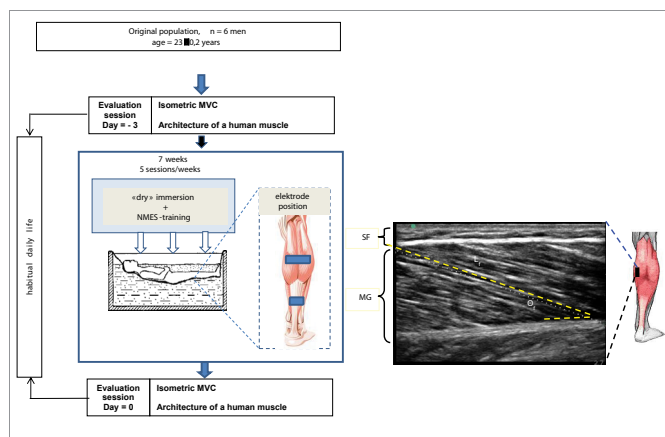 Original population, n = 6 men
age = 23 0,2 years
Evaluation
session
Day = - 3
Isometric MVC
Architecture of a human muscle
habitual daily life
7 weeks
5 sessions/weeks
«dry» immersion
+
NMES -training
elektrode
position
SF
MG
Evaluation
session
Day = 0
Isometric MVC
Architecture of a human muscle